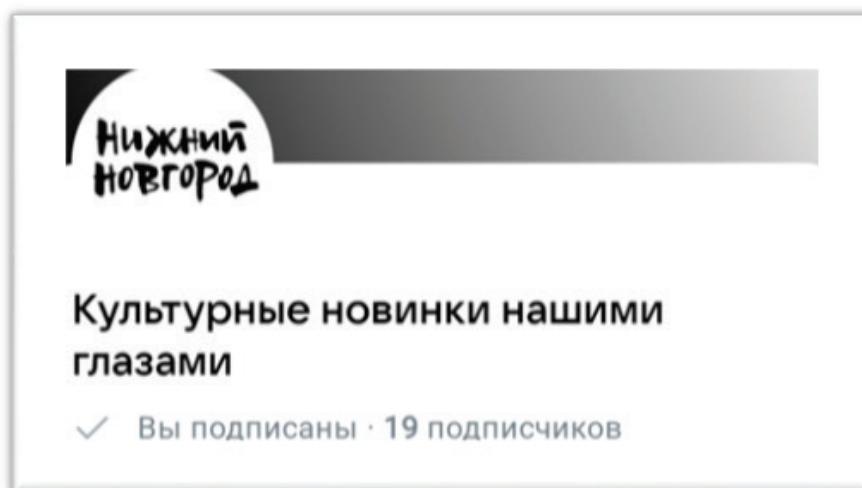 Нижний
Новгород
Культурные новинки нашими
глазами
Вы подписаны · 19 подписчиков